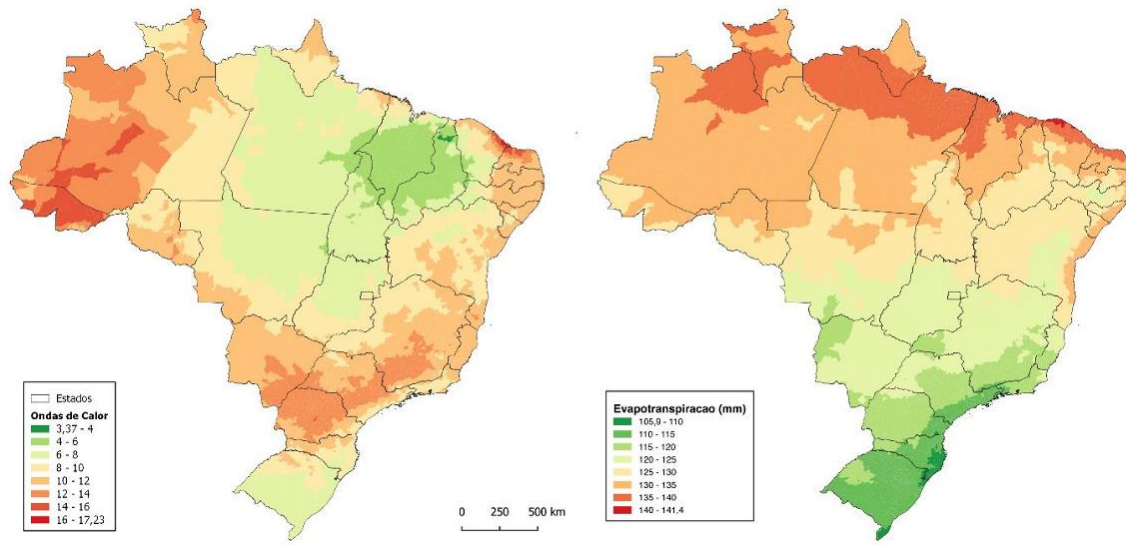 Estados
Ondas de Calor
3,37 - 4
4 - 6
6 - 8
8 - 10
10 - 12
12 - 14
14 - 16
16 - 17,23
0 250 500 km
Evapotranspiracao (mm)
105,9 - 110
110 - 115
115 - 120
120 - 125
125 - 130
130 - 135
135 - 140
140 - 141.4